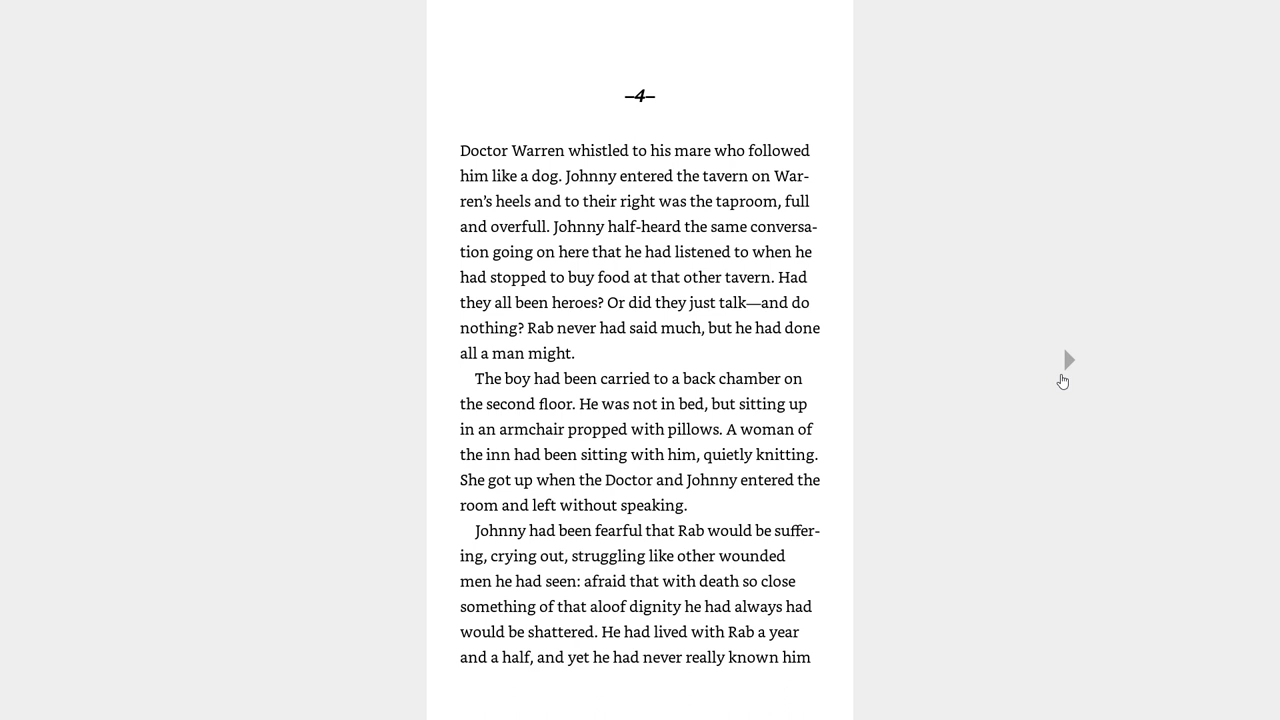 –4–
Doctor Warren whistled to his mare who followed
him like a dog. Johnny entered the tavern on War-
ren’s heels and to their right was the taproom, full
and overfull. Johnny half-heard the same conversa-
tion going on here that he had listened to when he
had stopped to buy food at that other tavern. Had
they all been heroes? Or did they just talk—and do
nothing? Rab never had said much, but he had done
all a man might.
The boy had been carried to a back chamber on
the second floor. He was not in bed, but sitting up
in an armchair propped with pillows. A woman of
the inn had been sitting with him, quietly knitting.
She got up when the Doctor and Johnny entered the
room and left without speaking.
Johnny had been fearful that Rab would be suffer-
ing, crying out, struggling like other wounded
men he had seen: afraid that with death so close
something of that aloof dignity he had always had
would be shattered. He had lived with Rab a year
and a half, and yet he had never really known him